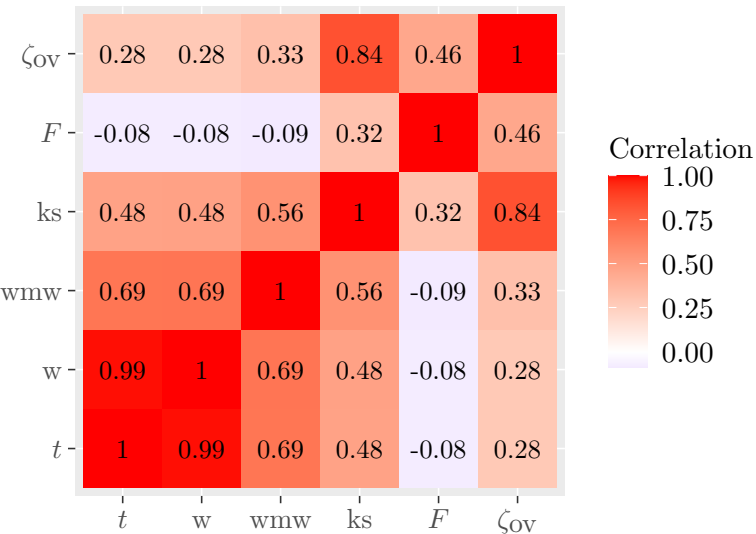 ζov 0.28 0.28 0.33 0.84 0.46 1
F -0.08 -0.08 -0.09 0.32 1 0.46
ks 0.48 0.48 0.56 1 0.32 0.84
wmw 0.69 0.69 1 0.56 -0.09 0.33
w 0.99 1 0.69 0.48 -0.08 0.28
t 1 0.99 0.69 0.48 -0.08 0.28
t w wmw ks F ζov
Correlation
1.00
0.75
0.50
0.25
0.00